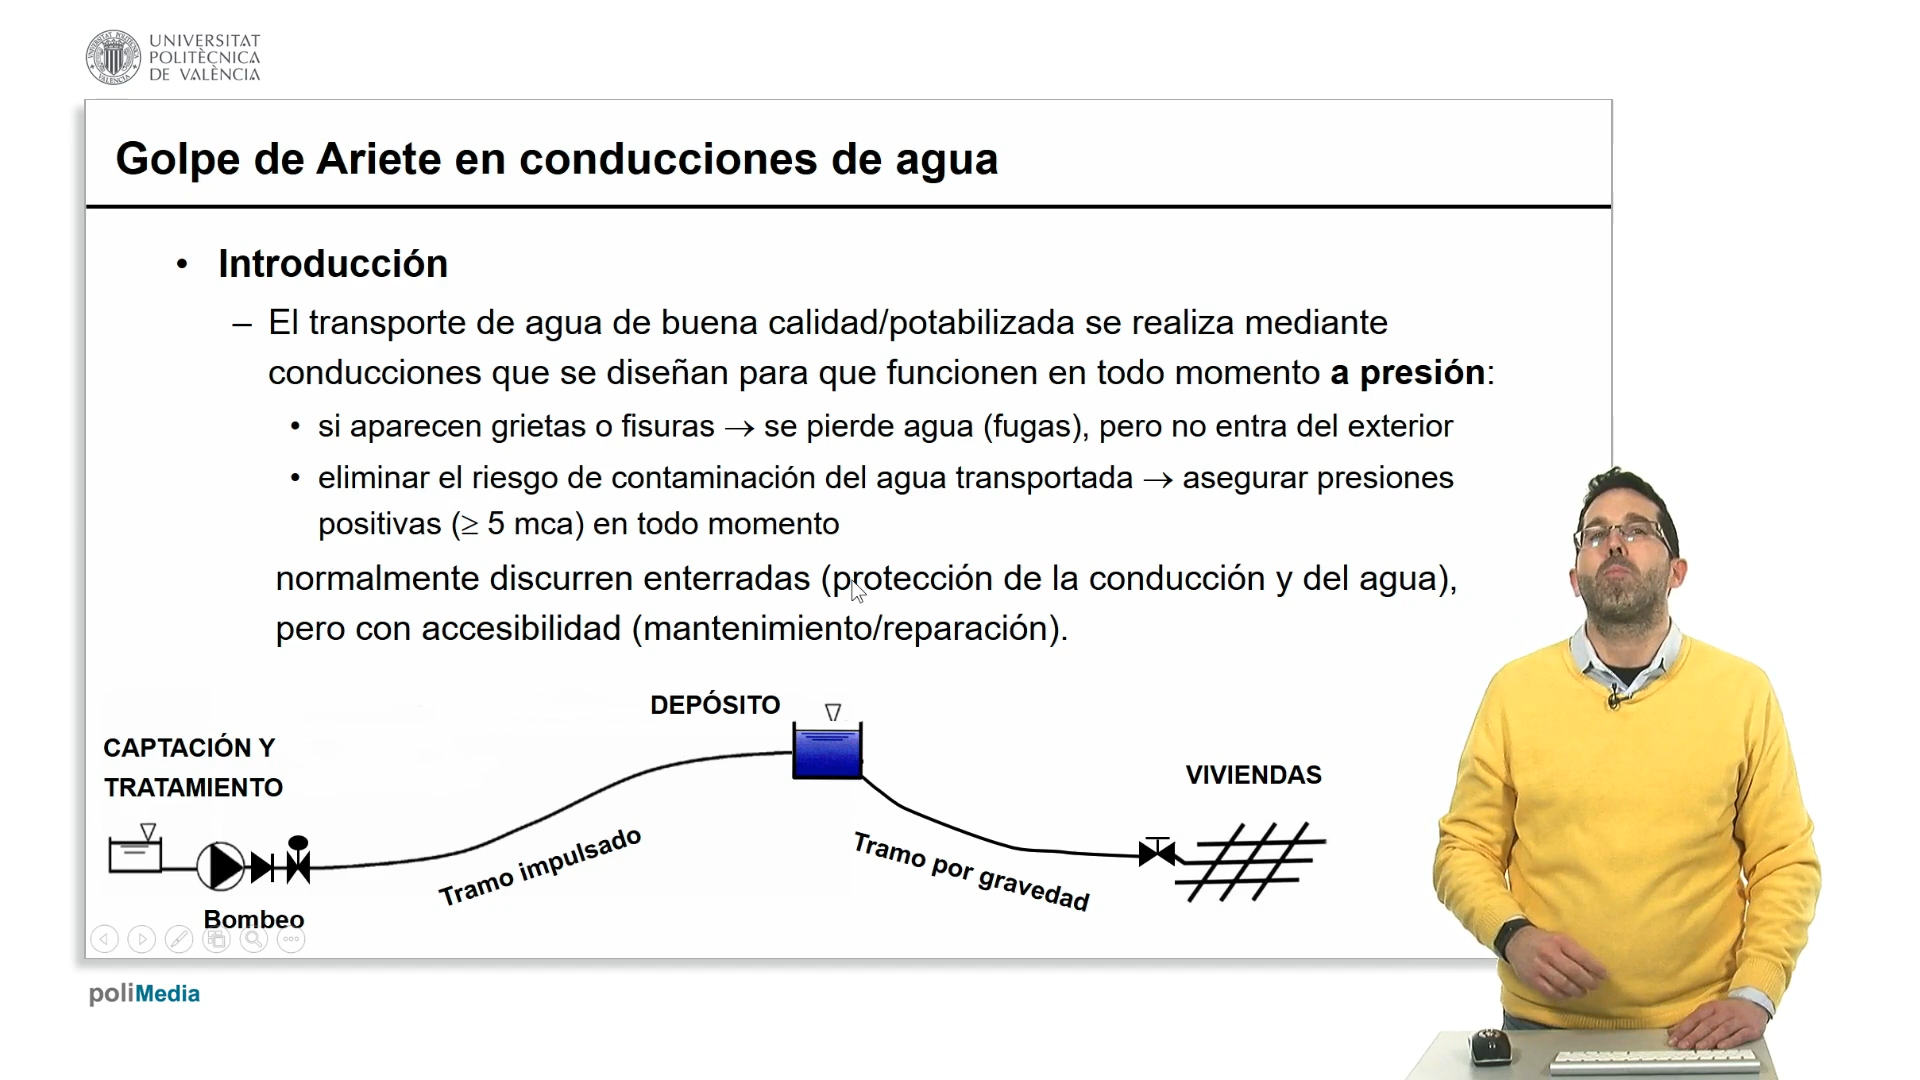 UNIVERSITAT
POLITÈCNICA
DE VALÈNCIA
Golpe de Ariete en conducciones de agua
• Introducción
– El transporte de agua de buena calidad/potabilizada se realiza mediante
conducciones que se diseñan para que funcionen en todo momento a presión:
• si aparecen grietas o fisuras → se pierde agua (fugas), pero no entra del exterior
• eliminar el riesgo de contaminación del agua transportada → asegurar presiones
positivas (≥ 5 mca) en todo momento
normalmente discurren enterradas (protección de la conducción y del agua),
pero con accesibilidad (mantenimiento/reparación).
DEPÓSITO
CAPTACIÓN Y
TRATAMIENTO
VIVIENDAS
Tramo impulsado
Tramo por gravedad
Bombeo
poliMedia